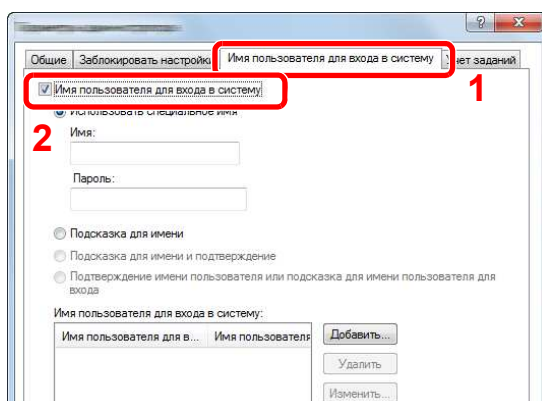 Общие Заблокировать настройки Имя пользователя для входа в систему Учет заданий
1
Имя пользователя для входа в систему
2
Использовать специальное имя
Имя:
Пароль:
Подсказка для имени
Подсказка для имени и подтверждение
Подтверждение имени пользователя или подсказка для имени пользователя для
входа
Имя пользователя для входа в систему:
Имя пользователя для в... Имя пользователя
Добавить...
Удалить
Изменить...